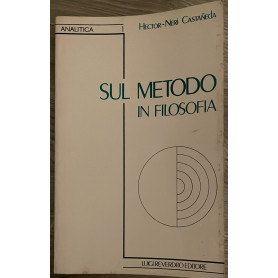 ANALITICA
HECTOR-NERI CASTAÑEDA
SUL METODO
IN FILOSOFIA
LUIGI REVERDITO EDITORE